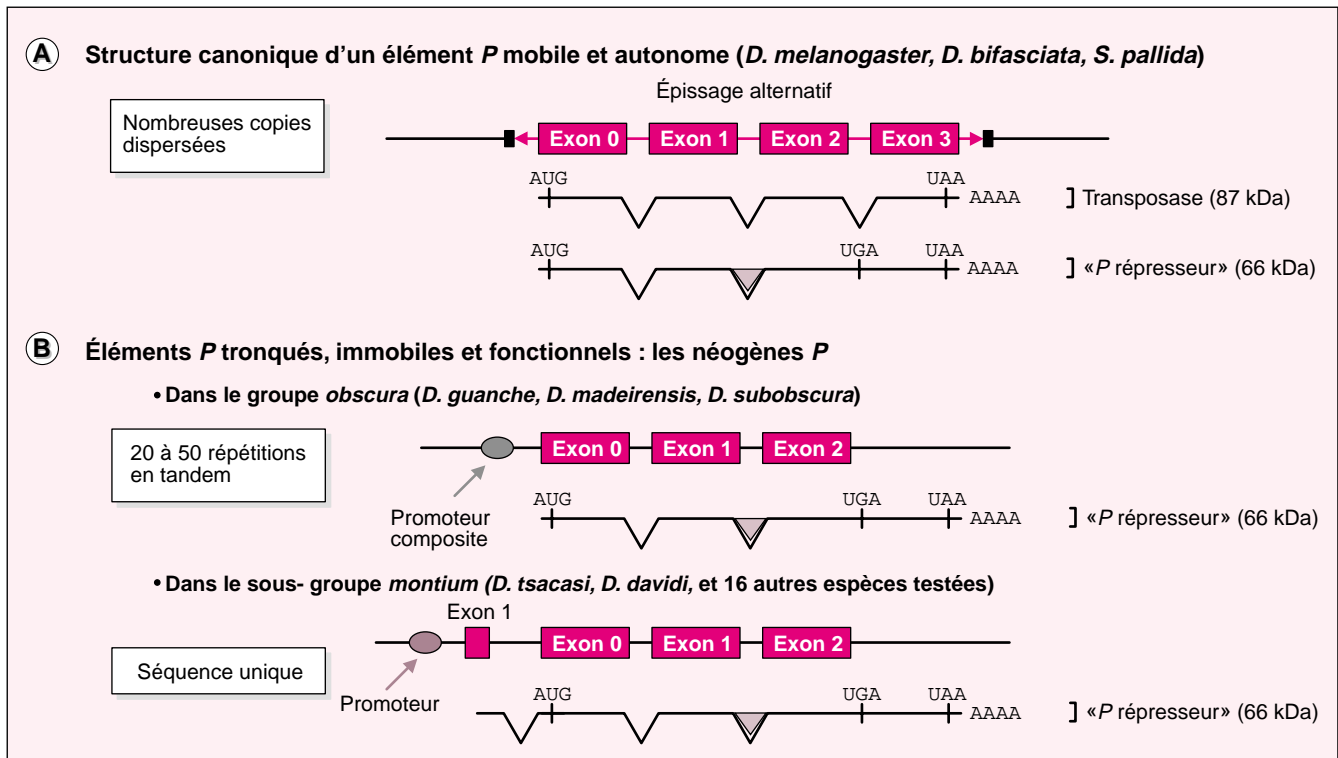 A Structure canonique d'un élément P mobile et autonome (D. melanogaster, D. bifasciata, S. pallida)
Épissage alternatif
Nombreuses copies
dispersées
Exon 0 Exon 1 Exon 2 Exon 3
AUG UAA
AAAA ] Transposase (87 kDa)
AUG UGA UAA
AAAA ] «P répresseur» (66 kDa)
B Éléments P tronqués, immobiles et fonctionnels : les néogènes P
• Dans le groupe obscura (D. guanche, D. madeirensis, D. subobscura)
20 à 50 répétitions
en tandem
Exon 0 Exon 1 Exon 2
Promoteur
composite
AUG UGA UAA
AAAA ] «P répresseur» (66 kDa)
• Dans le sous- groupe montium (D. tsacasi, D. davidi, et 16 autres espèces testées)
Exon 1
Exon 0 Exon 1 Exon 2
Séquence unique
Promoteur
AUG UGA UAA
AAAA ] «P répresseur» (66 kDa)